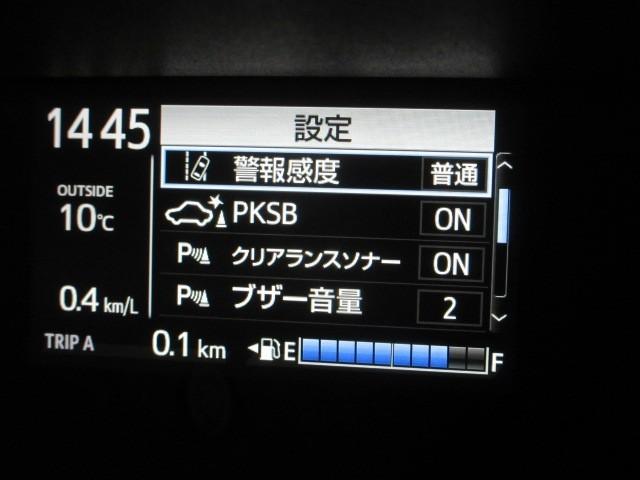 14 45
設定
警報感度 普通
OUTSIDE
10℃
PKSB ON
P クリアランスソナー ON
0.4 km/L
P ブザー音量 2
TRIP A 0.1 km E F